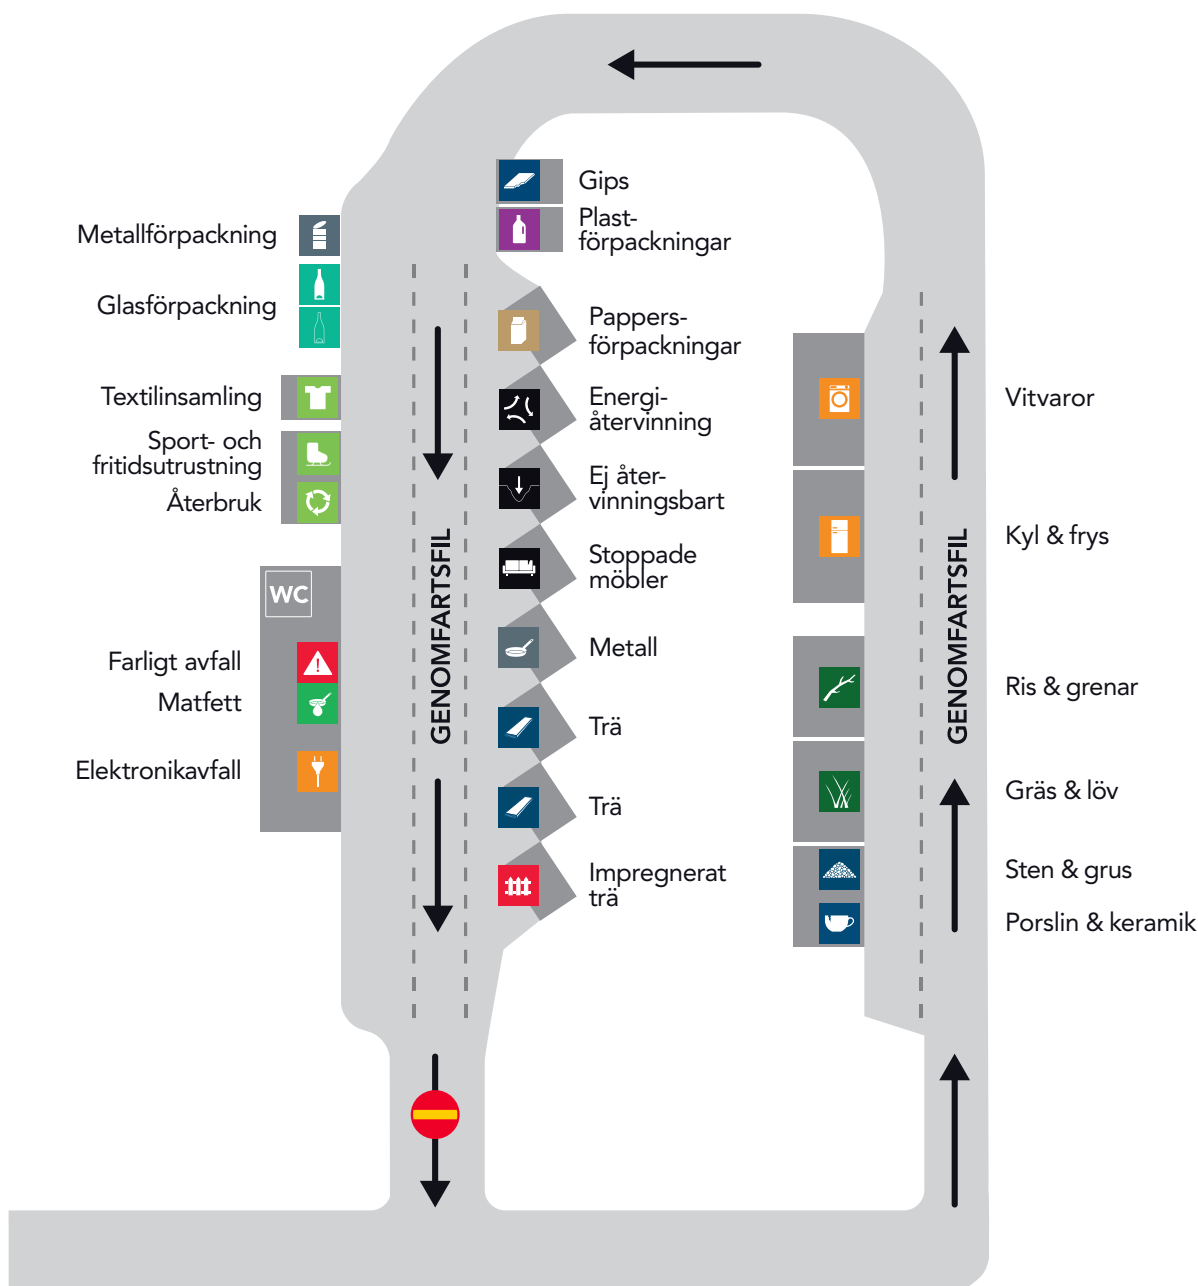 Gips
Plast-
förpackningar
Metallförpackning
Glasförpackning
Textilinsamling
Sport- och
fritidsutrustning
Återbruk
WC
Farligt avfall
Matfett
Elektronikavfall
GENOMFARTSFIL
Pappers-
förpackningar
Energi-
återvinning
Ej åter-
vinningsbart
Stoppade
möbler
Metall
Trä
Trä
Impregnerat
trä
GENOMFARTSFIL
Vitvaror
Kyl & frys
Ris & grenar
Gräs & löv
Sten & grus
Porslin & keramik